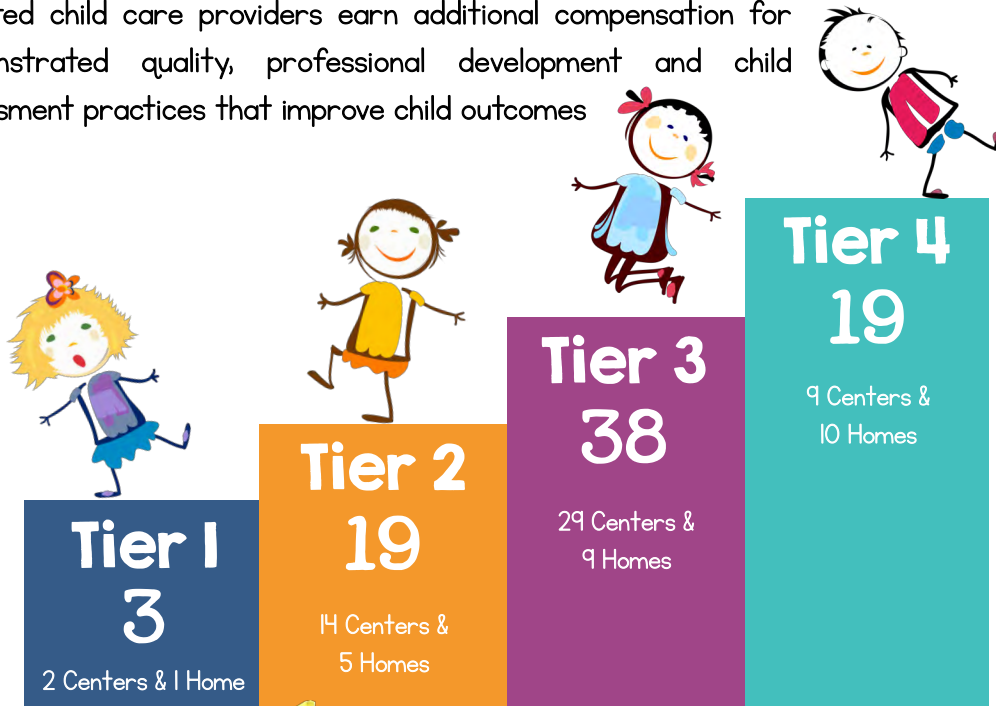 ted child care providers earn additional compensation for
nstrated quality, professional development and child
sment practices that improve child outcomes
Tier 4
19
9 Centers &
10 Homes
Tier 3
38
29 Centers &
9 Homes
Tier 2
19
14 Centers &
5 Homes
Tier 1
3
2 Centers & 1 Home